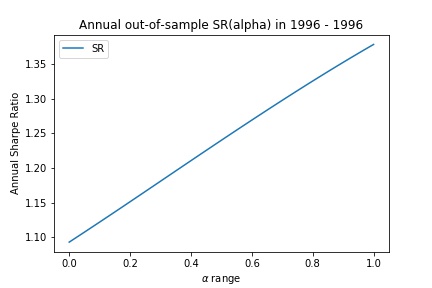 Annual out-of-sample SR(alpha) in 1996 - 1996
SR
Annual Sharpe Ratio
1.35
1.30
1.25
1.20
1.15
1.10
0.0 0.2 0.4 0.6 0.8 1.0
α range